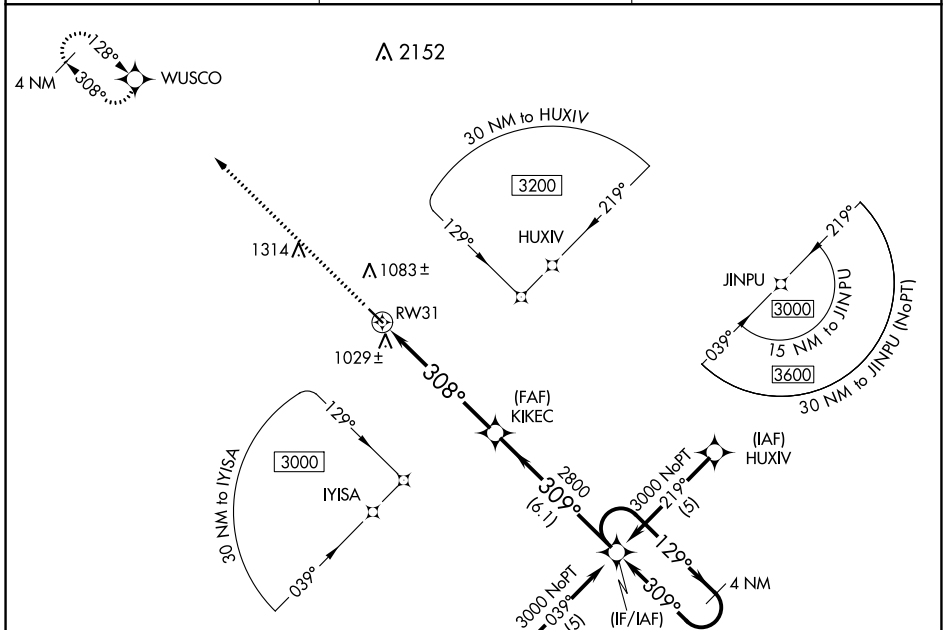 128°
308°
4 NM
WUSCO
2152
30 NM to HUXIV
3200
219°
129°
HUXIV
1314
1083±
RW31
1029±
308°
(FAF)
KIKEC
219°
JINPU
3000
039°
15 NM to JINPU
3600
30 NM to JINPU (NoPT)
129°
3000
30 NM to IYISA
IYISA
039°
2800
309°
(6.1)
(IAF)
HUXIV
3000 NoPT
219°
(5)
129°
309°
4 NM
3000 NoPT
039°
(5)
(IF/IAF)